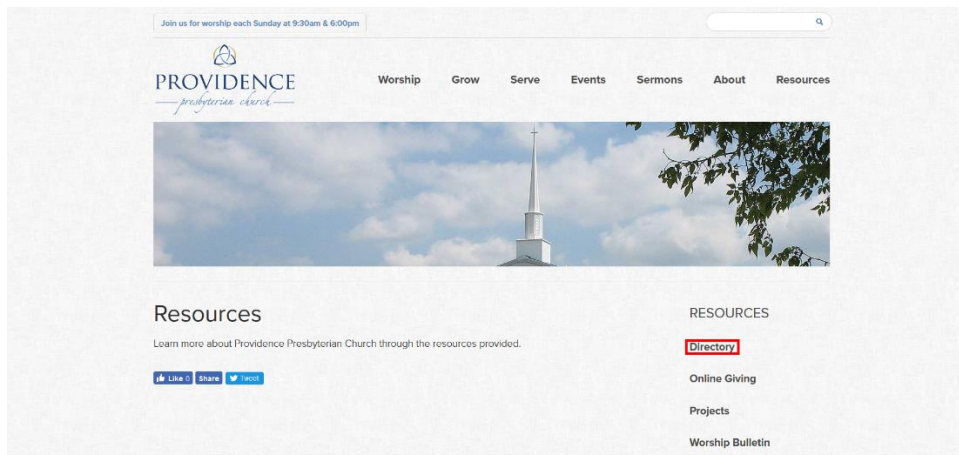 Join us for worship each Sunday at 9:30am & 6:00pm
PROVIDENCE
presbyterian church
Worship Grow Serve Events Sermons About Resources
Resources
Learn more about Providence Presbyterian Church through the resources provided.
Like 0 Share Tweet
RESOURCES
Directory
Online Giving
Projects
Worship Bulletin